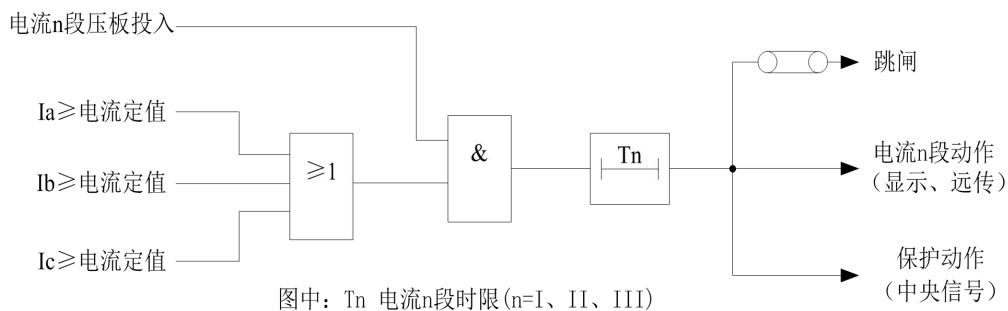 电流n段压板投入
Ia≥电流定值
Ib≥电流定值
Ic≥电流定值
≥1
&
Tn
跳闸
电流n段动作
(显示、远传)
保护动作
(中央信号)
图中: Tn 电流n段时限(n=I、II、III)